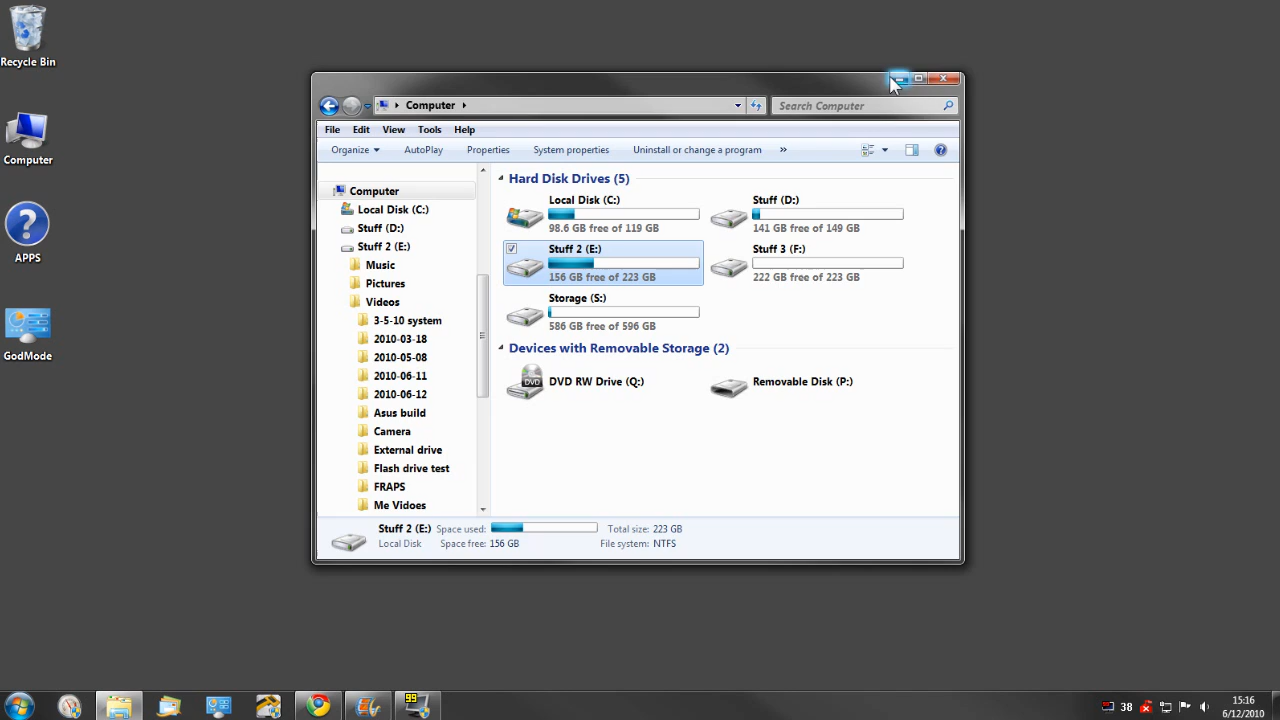 Recycle Bin
Computer
APPS
GodMode
Computer
Search Computer
File Edit View Tools Help
Organize AutoPlay Properties System properties Uninstall or change a program »
Computer
Local Disk (C:)
Stuff (D:)
Stuff 2 (E:)
Music
Pictures
Videos
3-5-10 system
2010-03-18
2010-05-08
2010-06-11
2010-06-12
Asus build
Camera
External drive
Flash drive test
FRAPS
Me Vidoes
Hard Disk Drives (5)
Local Disk (C:)
98.6 GB free of 119 GB
Stuff (D:)
141 GB free of 149 GB
Stuff 2 (E:)
156 GB free of 223 GB
Stuff 3 (F:)
222 GB free of 223 GB
Storage (S:)
586 GB free of 596 GB
Devices with Removable Storage (2)
DVD
DVD RW Drive (Q:)
Removable Disk (P:)
Stuff 2 (E:) Space used: Total size: 223 GB
Local Disk Space free: 156 GB File system: NTFS
99
38
15:16
6/12/2010